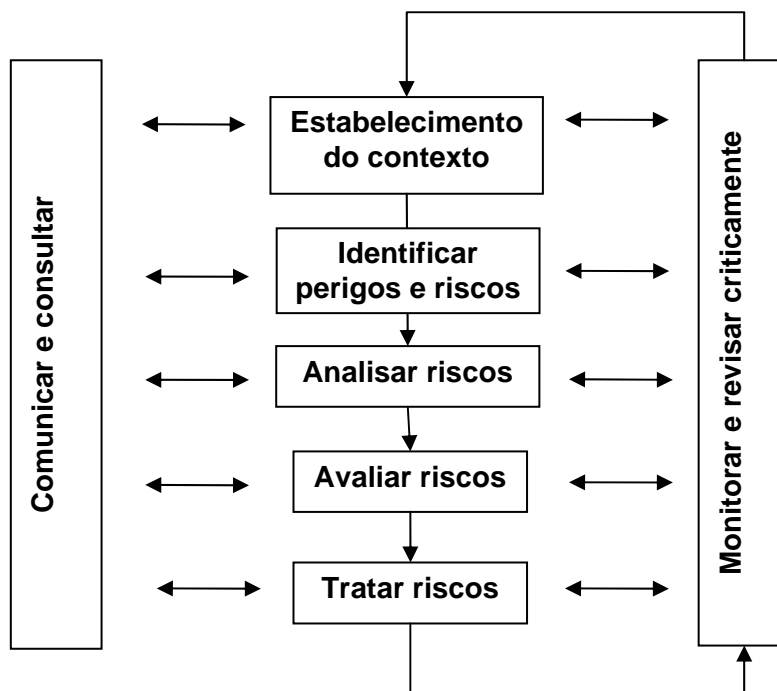 Comunicar e consultar
Estabelecimento
do contexto
Identificar
perigos e riscos
Analisar riscos
Avaliar riscos
Tratar riscos
Monitorar e revisar criticamente